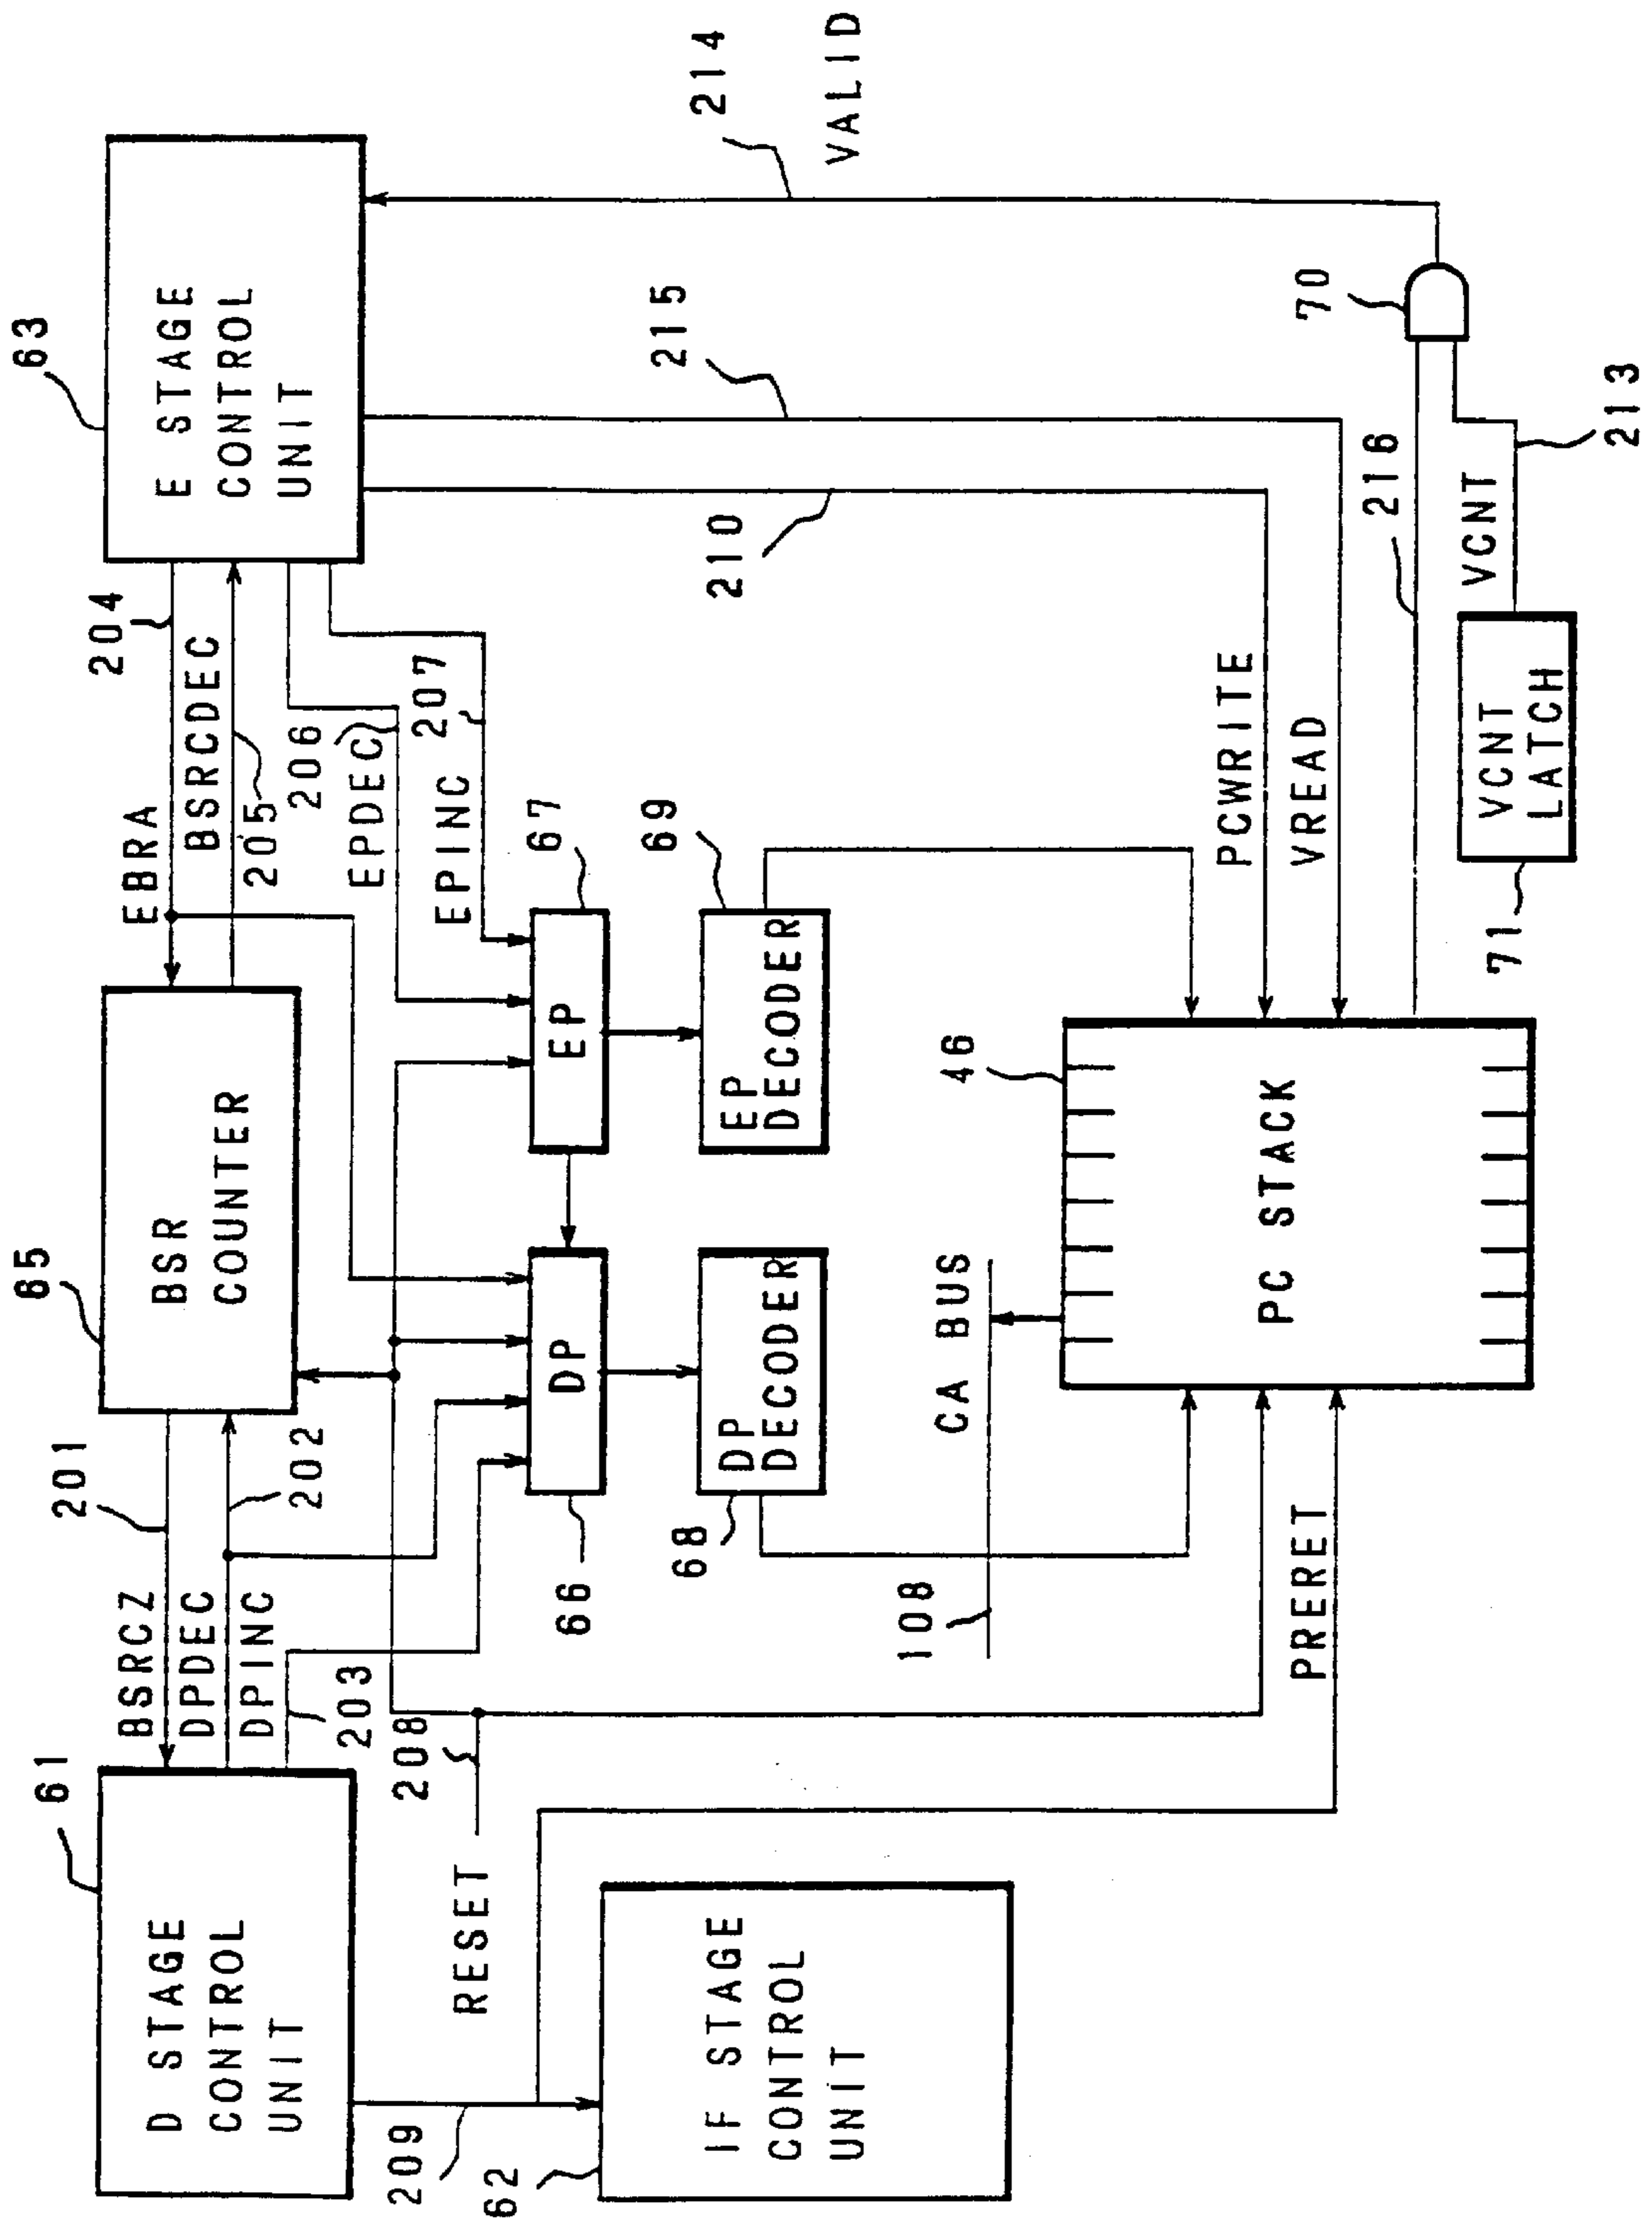 61
D STAGE
CONTROL
UNIT
201
BSRCZ
DPDEC
202
DPINC
203
65
BSR
COUNTER
204
EBRA
BSRCDEC
205
206
EPDEC
207
EPINC
63
E STAGE
CONTROL
UNIT
214
VALID
215
210
208
RESET
209
62
IF STAGE
CONTROL
UNIT
66
DP
67
EP
68
DP
DECODER
69
EP
DECODER
108
CA BUS
46
PC STACK
PRERET
PCWRITE
VREAD
216
VCNT
213
70
71
VCNT
LATCH